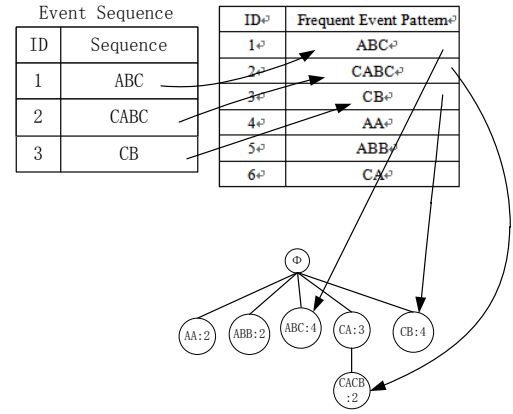 Event Sequence
ID Sequence
1 ABC
2 CABC
3 CB
ID↵ Frequent Event Pattern↵
1↵ ABC↵
2↵ CABC↵
3↵ CB↵
4↵ AA↵
5↵ ABB↵
6↵ CA↵
Φ
AA:2 ABB:2 ABC:4 CA:3 CB:4
CACB
:2